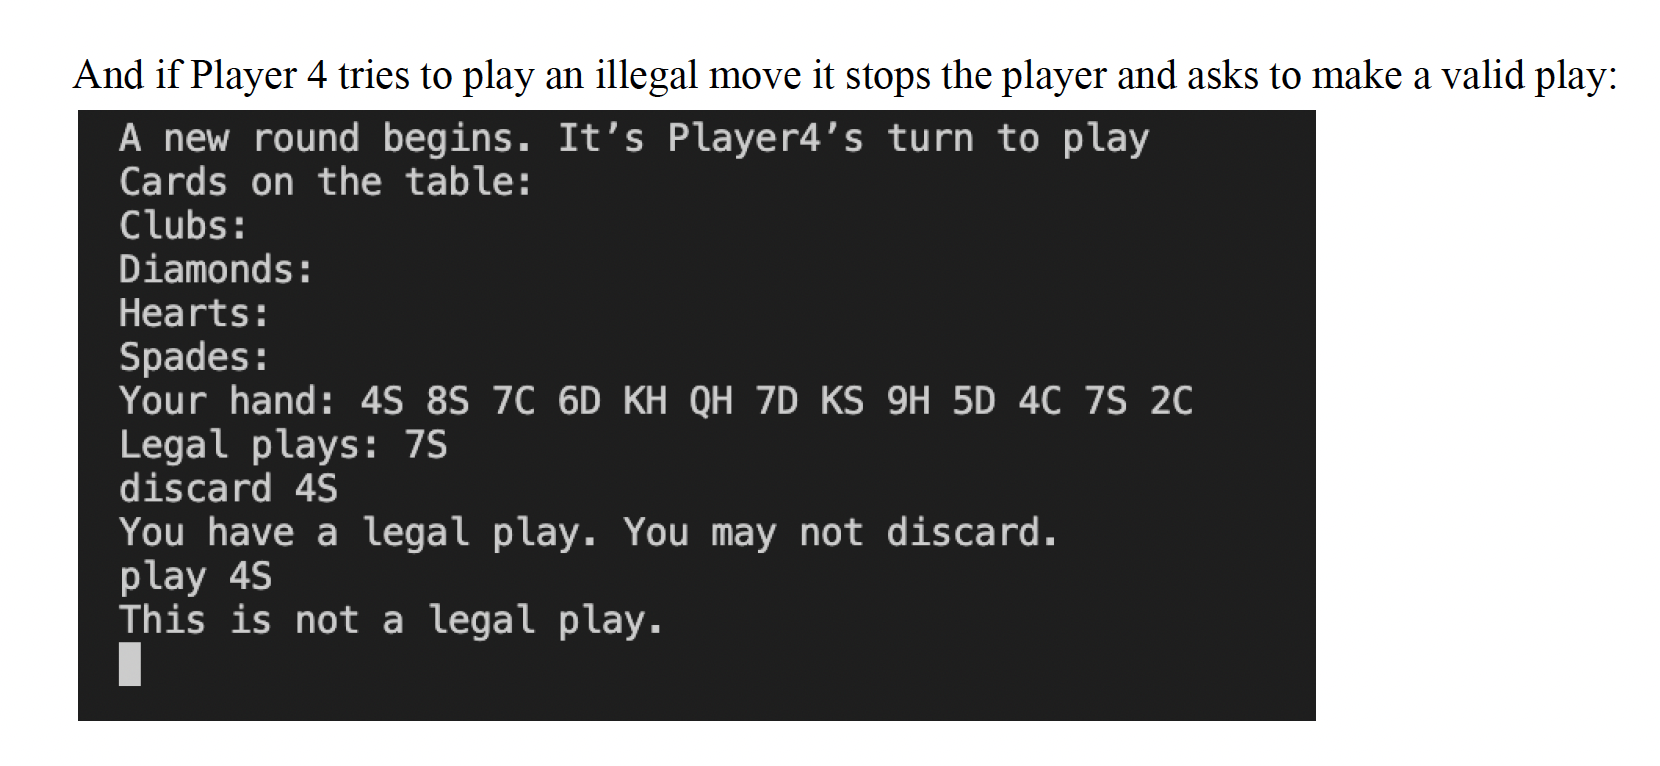 And if Player 4 tries to play an illegal move it stops the player and asks to make a valid play:
A new round begins. It’s Player4’s turn to play
Cards on the table:
Clubs:
Diamonds:
Hearts:
Spades:
Your hand: 4S 8S 7C 6D KH QH 7D KS 9H 5D 4C 7S 2C
Legal plays: 7S
discard 4S
You have a legal play. You may not discard.
play 4S
This is not a legal play.